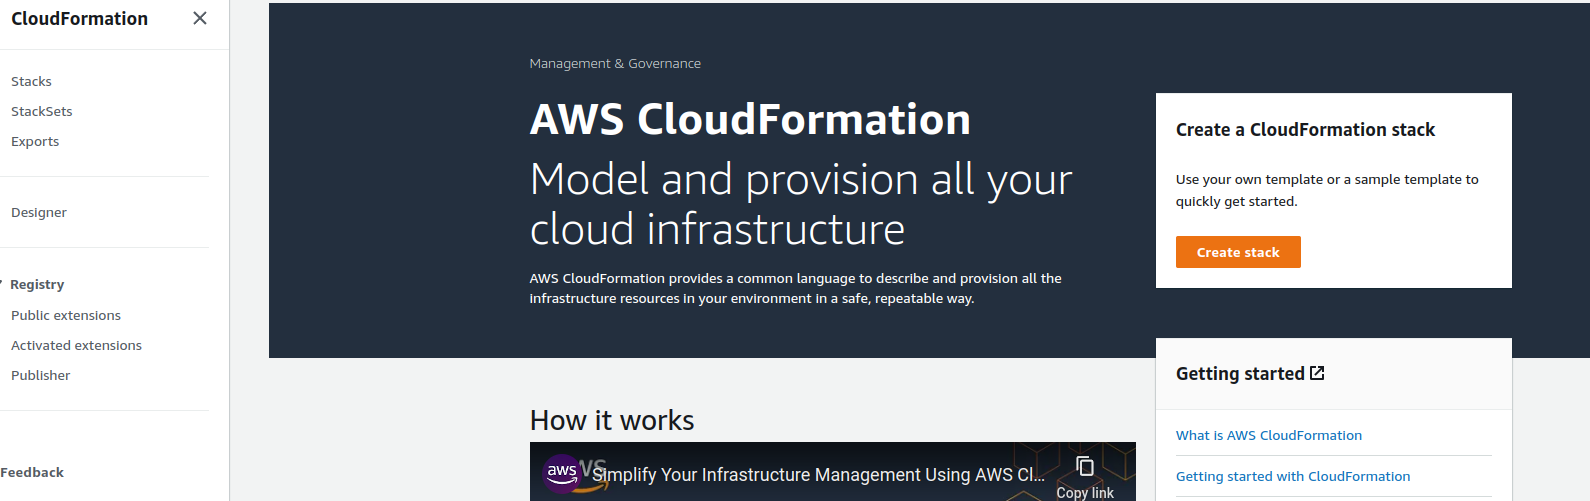 CloudFormation
Stacks
StackSets
Exports
Designer
Registry
Public extensions
Activated extensions
Publisher
Feedback
Management & Governance
AWS CloudFormation
Model and provision all your
cloud infrastructure
AWS CloudFormation provides a common language to describe and provision all the
infrastructure resources in your environment in a safe, repeatable way.
Create a CloudFormation stack
Use your own template or a sample template to
quickly get started.
Create stack
Getting started
What is AWS CloudFormation
Getting started with CloudFormation
How it works
aws
Simplify Your Infrastructure Management Using AWS Cl...
Copy link